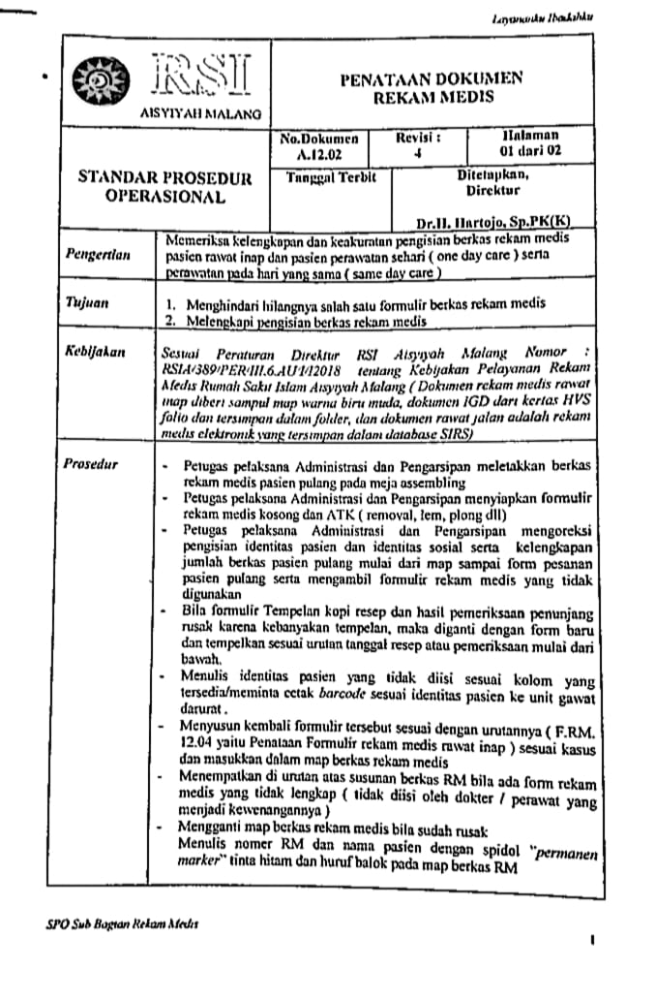 Layananku Ibadahku
RSI
AISYIYAH MALANG
PENATAAN DOKUMEN
REKAM MEDIS
No.Dokumen
A.12.02
Revisi :
4
Halaman
01 dari 02
STANDAR PROSEDUR
OPERASIONAL
Tanggal Terbit
Ditetapkan,
Direktur
Dr.H. Hartojo, Sp.PK(K)
Pengertian
Memeriksa kelengkapan dan keakuratan pengisian berkas rekam medis
pasien rawat inap dan pasien perawatan sehari ( one day care ) serta
perawatan pada hari yang sama ( same day care )
Tujuan
1. Menghindari hilangnya salah satu formulir berkas rekam medis
2. Melengkapi pengisian berkas rekam medis
Kebijakan
Sesuai Peraturan Direktur RSI Aisyiyah Malang Nomor :
RSIA/389/PER/III.6.AU/I/2018 tentang Kebijakan Pelayanan Rekam
Medis Rumah Sakit Islam Aisyiyah Malang ( Dokumen rekam medis rawat
inap diberi sampul map warna biru muda, dokumen IGD dari kertas HVS
folio dan tersimpan dalam folder, dan dokumen rawat jalan adalah rekam
medis elektronik yang tersimpan dalam database SIRS)
Prosedur
- Petugas pelaksana Administrasi dan Pengarsipan meletakkan berkas
rekam medis pasien pulang pada meja assembling
- Petugas pelaksana Administrasi dan Pengarsipan menyiapkan formulir
rekam medis kosong dan ATK ( removal, lem, plong dll)
- Petugas pelaksana Administrasi dan Pengarsipan mengoreksi
pengisian identitas pasien dan identitas sosial serta kelengkapan
jumlah berkas pasien pulang mulai dari map sampai form pesanan
pasien pulang serta mengambil formulir rekam medis yang tidak
digunakan
- Bila formulir Tempelan kopi resep dan hasil pemeriksaan penunjang
rusak karena kebanyakan tempelan, maka diganti dengan form baru
dan tempelkan sesuai urutan tanggal resep atau pemeriksaan mulai dari
bawah.
- Menulis identitas pasien yang tidak diisi sesuai kolom yang
tersedia/meminta cetak barcode sesuai identitas pasien ke unit gawat
darurat .
- Menyusun kembali formulir tersebut sesuai dengan urutannya ( F.RM.
12.04 yaitu Penataan Formulir rekam medis rawat inap ) sesuai kasus
dan masukkan dalam map berkas rekam medis
- Menempatkan di urutan atas susunan berkas RM bila ada form rekam
medis yang tidak lengkap ( tidak diisi oleh dokter / perawat yang
menjadi kewenangannya )
- Mengganti map berkas rekam medis bila sudah rusak
Menulis nomer RM dan nama pasien dengan spidol "permanen
marker" tinta hitam dan huruf balok pada map berkas RM
SPO Sub Bagian Rekam Medis
1